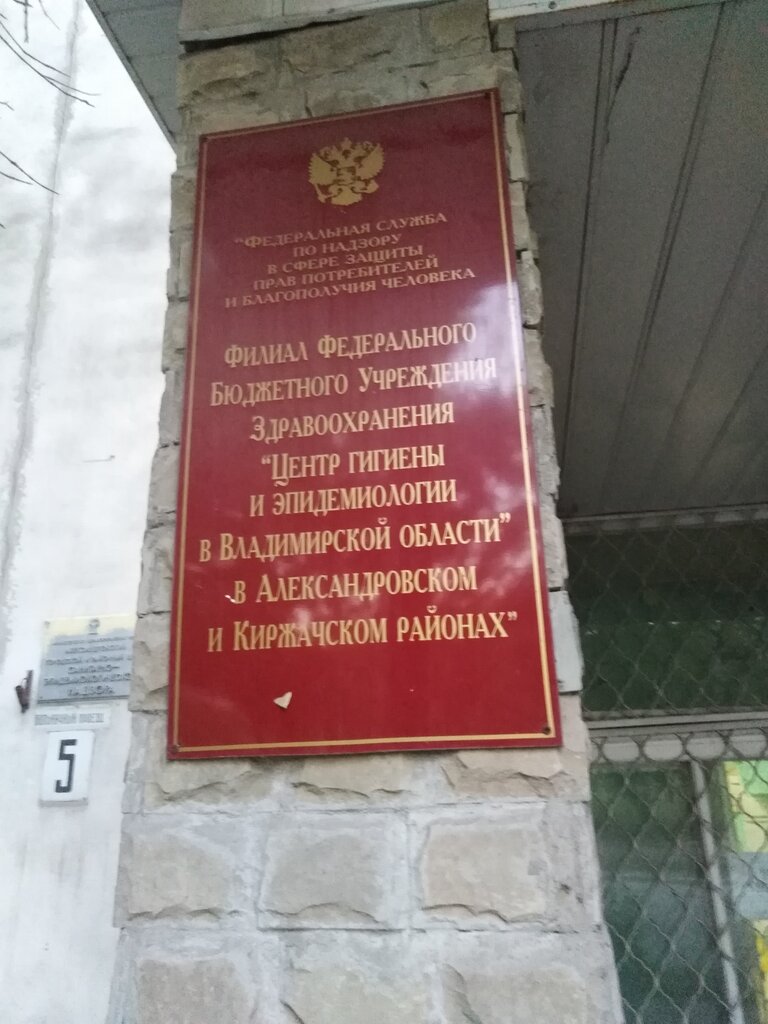 "ФЕДЕРАЛЬНАЯ СЛУЖБА
ПО НАДЗОРУ
В СФЕРЕ ЗАЩИТЫ
ПРАВ ПОТРЕБИТЕЛЕЙ
И БЛАГОПОЛУЧИЯ ЧЕЛОВЕКА
ФИЛИАЛ ФЕДЕРАЛЬНОГО
БЮДЖЕТНОГО УЧРЕЖДЕНИЯ
ЗДРАВООХРАНЕНИЯ
"ЦЕНТР ГИГИЕНЫ
И ЭПИДЕМИОЛОГИИ
В ВЛАДИМИРСКОЙ ОБЛАСТИ"
В АЛЕКСАНДРОВСКОМ
И КИРЖАЧСКОМ РАЙОНАХ"
НАДЗОРА
5